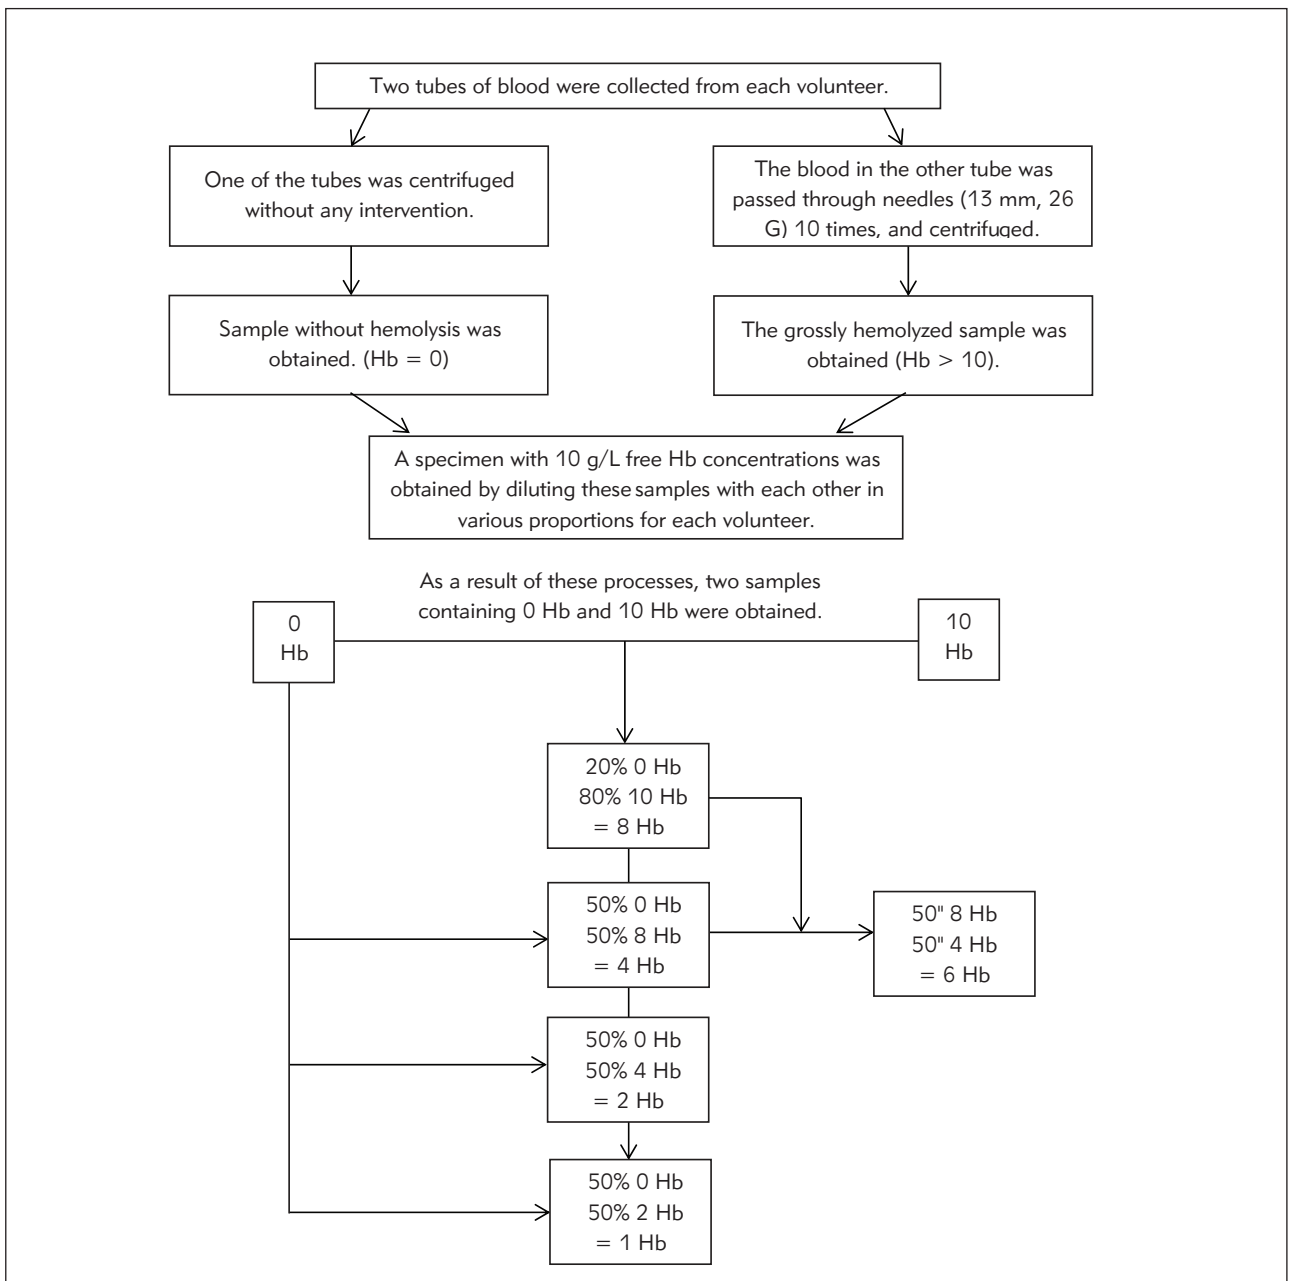 Two tubes of blood were collected from each volunteer.
One of the tubes was centrifuged
without any intervention.
The blood in the other tube was
passed through needles (13 mm, 26
G) 10 times, and centrifuged.
Sample without hemolysis was
obtained. (Hb = 0)
The grossly hemolyzed sample was
obtained (Hb > 10).
A specimen with 10 g/L free Hb concentrations was
obtained by diluting these samples with each other in
various proportions for each volunteer.
As a result of these processes, two samples
containing 0 Hb and 10 Hb were obtained.
0
Hb
10
Hb
20% 0 Hb
80% 10 Hb
= 8 Hb
50% 0 Hb
50% 8 Hb
= 4 Hb
50" 8 Hb
50" 4 Hb
= 6 Hb
50% 0 Hb
50% 4 Hb
= 2 Hb
50% 0 Hb
50% 2 Hb
= 1 Hb